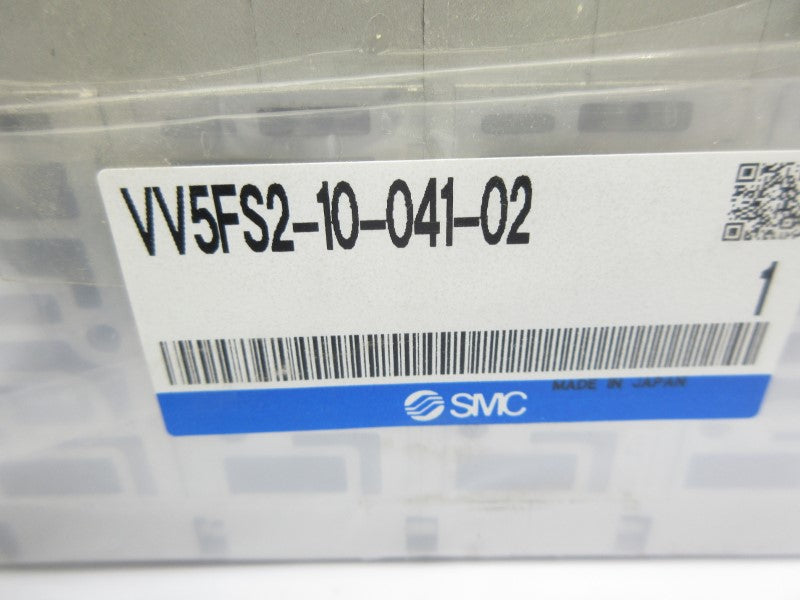 VV5FS2-10-041-02
1
MADE IN JAPAN
SMC